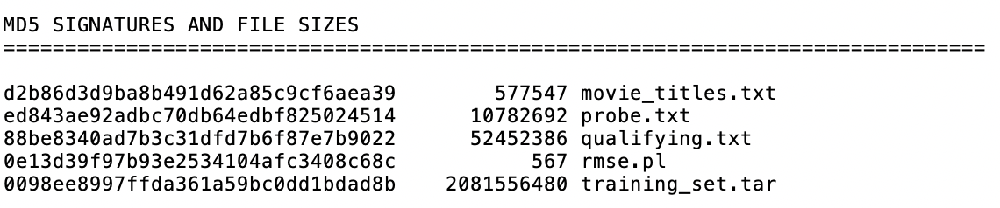 MD5 SIGNATURES AND FILE SIZES
================================================================================
d2b86d3d9ba8b491d62a85c9cf6aea39        577547 movie_titles.txt
ed843ae92adbc70db64edbf825024514      10782692 probe.txt
88be8340ad7b3c31dfd7b6f87e7b9022      52452386 qualifying.txt
0e13d39f97b93e2534104afc3408c68c           567 rmse.pl
0098ee8997ffda361a59bc0dd1bdad8b    2081556480 training_set.tar